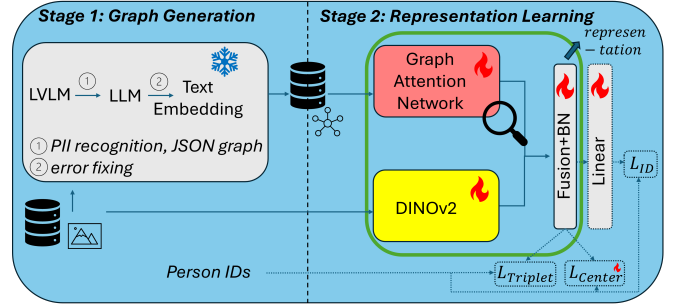 Stage 1: Graph Generation
Stage 2: Representation Learning
represen
-tation
LVLM
1
LLM
2
Text
Embedding
1 PII recognition, JSON graph
2 error fixing
Graph
Attention
Network
DINOv2
Fusion+BN
Linear
L_ID
L_Triplet
L_Center
Person IDs